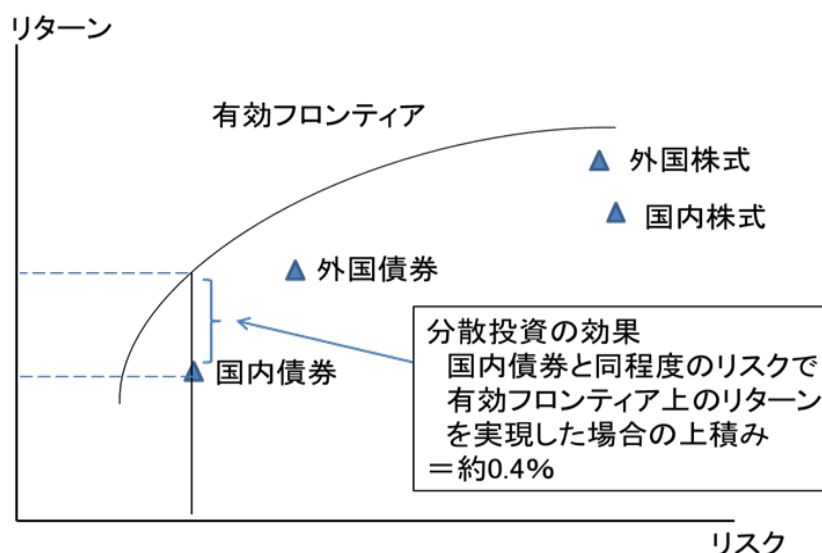 リターン
有効フロンティア
外国株式
国内株式
外国債券
国内債券
分散投資の効果
国内債券と同程度のリスクで
有効フロンティア上のリターン
を実現した場合の上積み
＝約0.4%
リスク